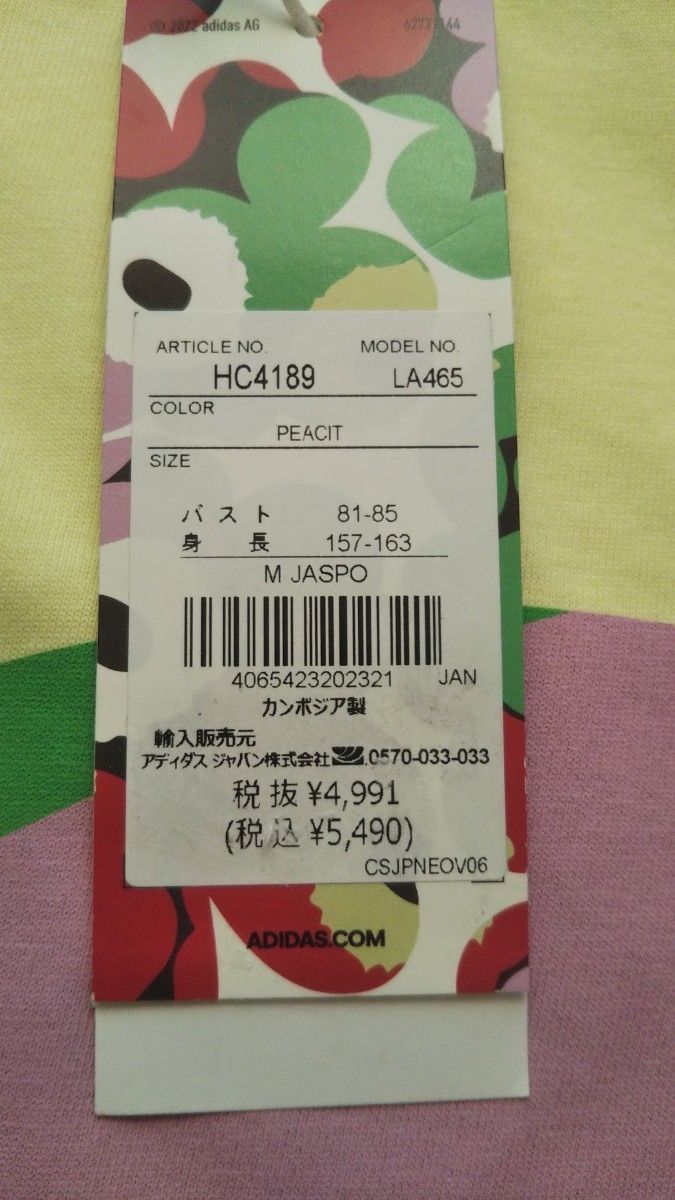 © 2022 adidas AG
ARTICLE NO. MODEL NO.
HC4189 LA465
COLOR
PEACIT
SIZE
バスト 81-85
身 長 157-163
M JASPO
4065423202321 JAN
カンボジア製
輸入販売元
アディダス ジャパン株式会社 0570-033-033
税 抜 ¥4,991
(税 込 ¥5,490)
CSJPNEOV06
ADIDAS.COM